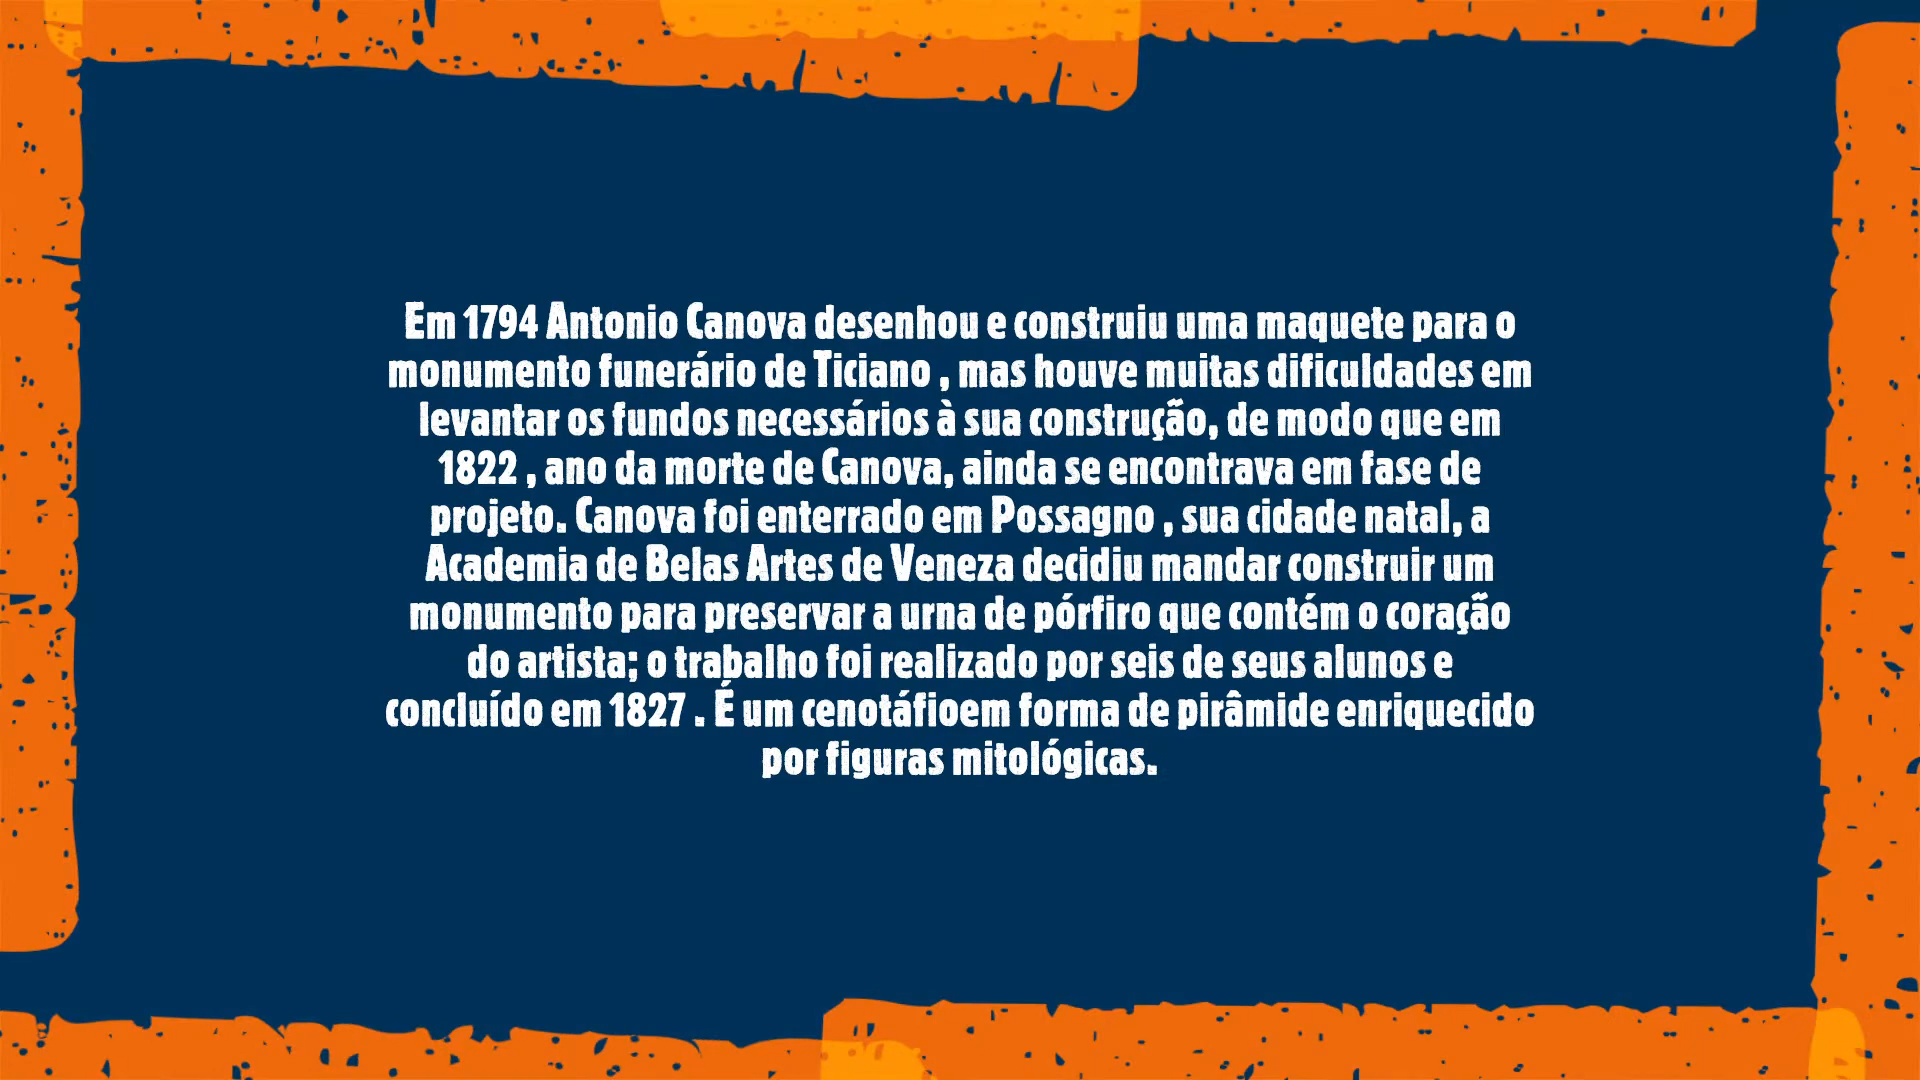 Em 1794 Antonio Canova desenhou e construiu uma maquete para o
monumento funerário de Ticiano , mas houve muitas dificuldades em
levantar os fundos necessários à sua construção, de modo que em
1822 , ano da morte de Canova, ainda se encontrava em fase de
projeto. Canova foi enterrado em Possagno , sua cidade natal, a
Academia de Belas Artes de Veneza decidiu mandar construir um
monumento para preservar a urna de pórfiro que contém o coração
do artista; o trabalho foi realizado por seis de seus alunos e
concluído em 1827 . É um cenotáfioem forma de pirâmide enriquecido
por figuras mitológicas.